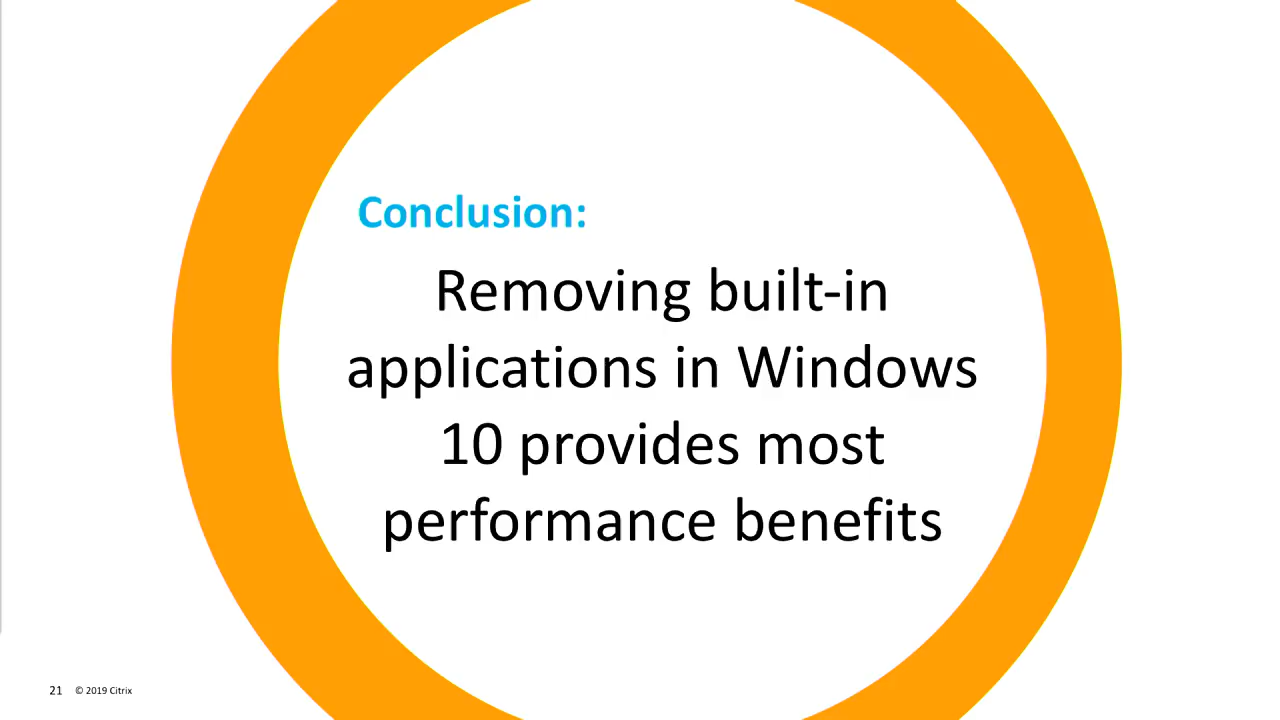 Conclusion:
Removing built-in
applications in Windows
10 provides most
performance benefits
21 © 2019 Citrix